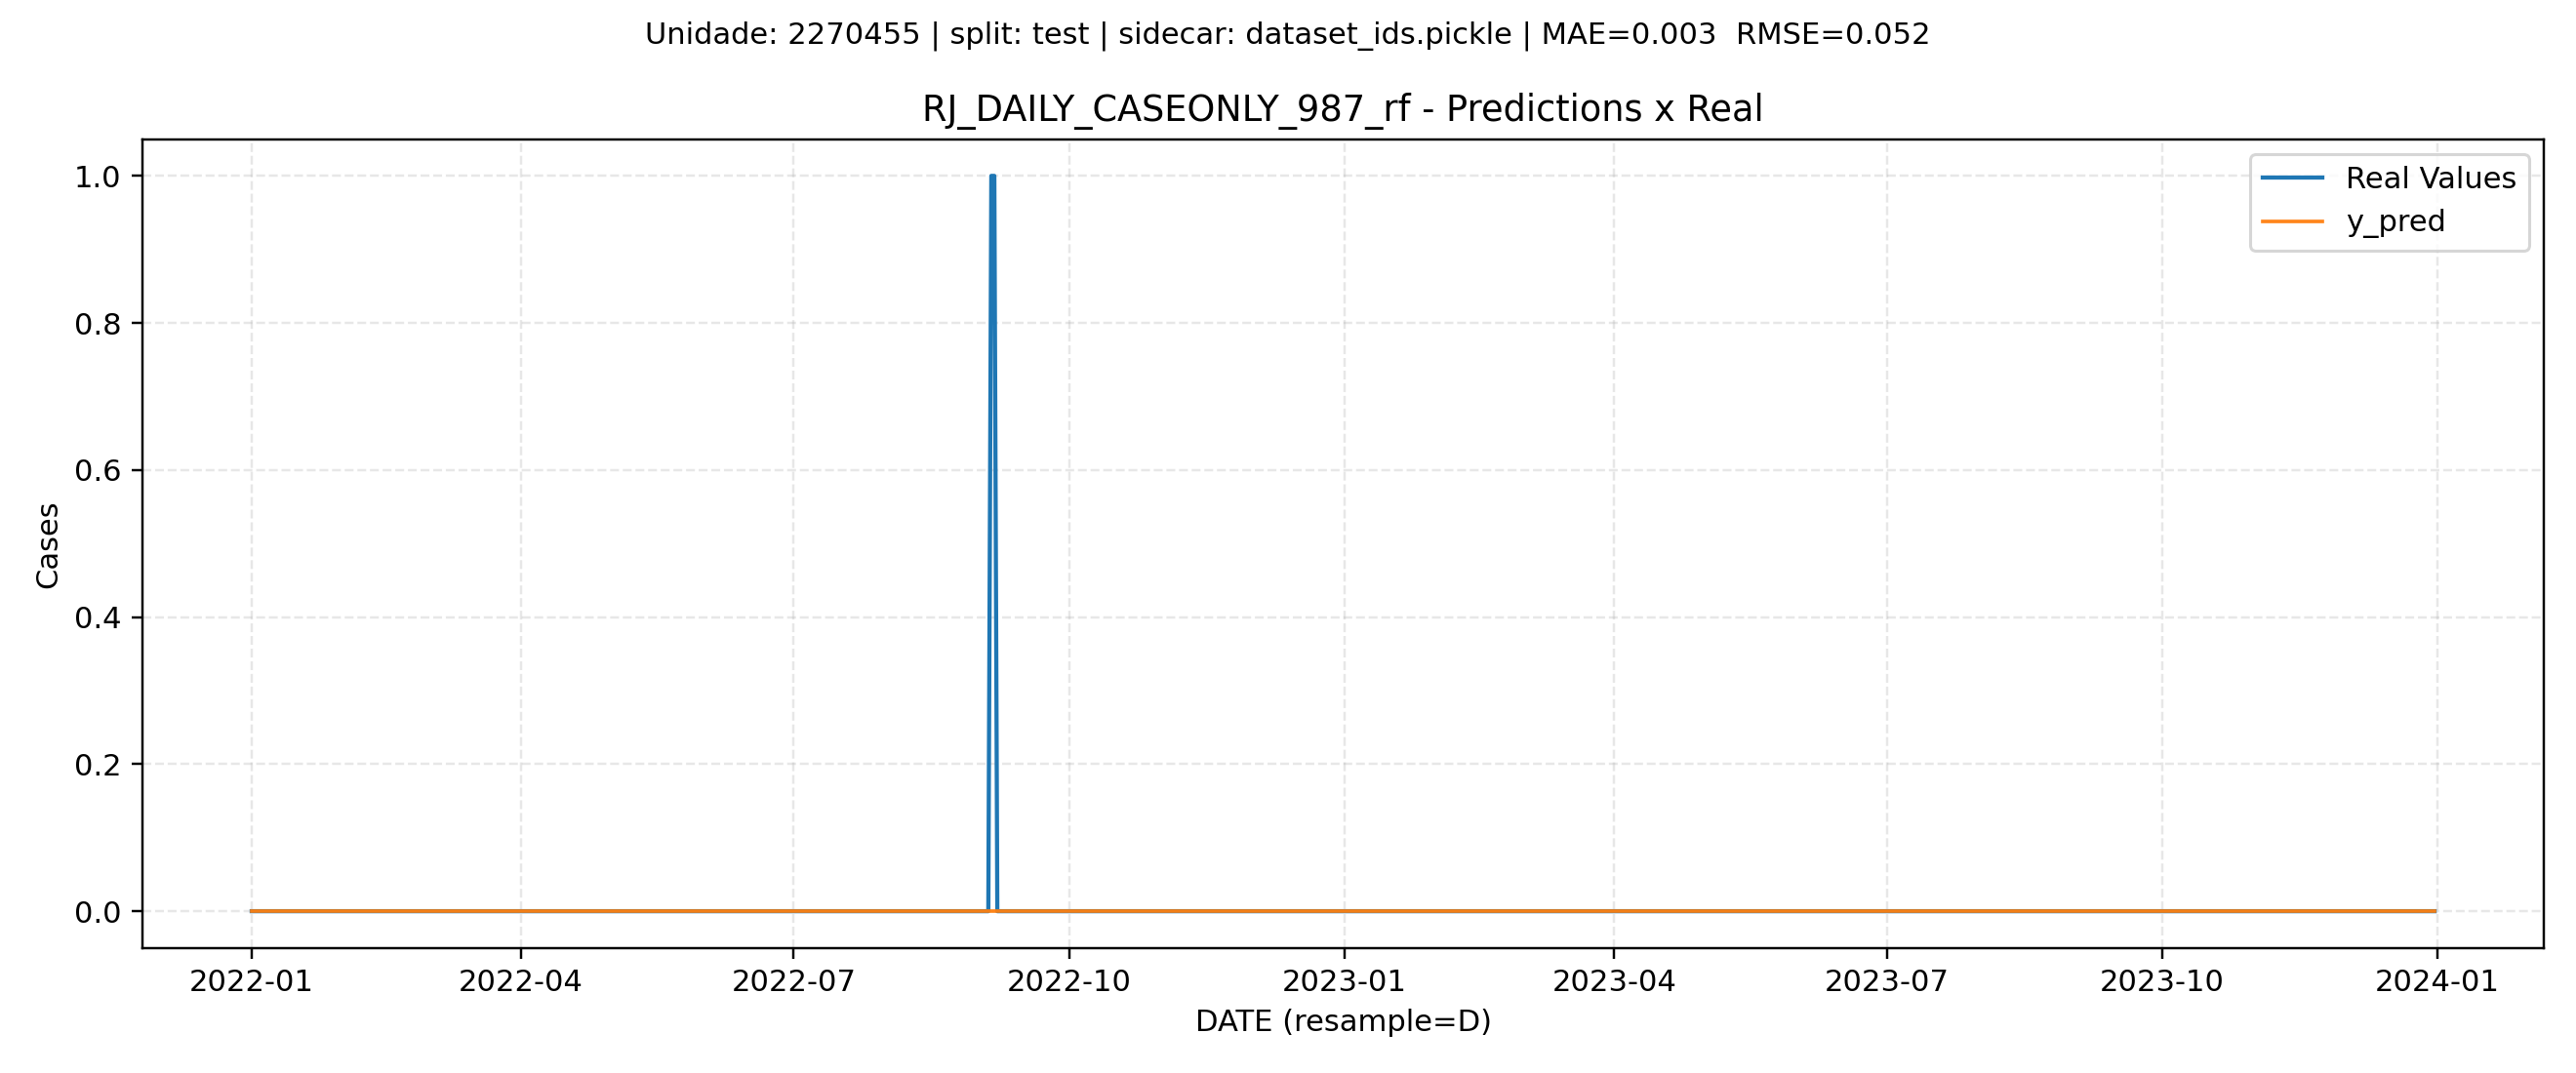 Unidade: 2270455 | split: test | sidecar: dataset_ids.pickle | MAE=0.003  RMSE=0.052
RJ_DAILY_CASEONLY_987_rf - Predictions x Real
Real Values
y_pred
1.0
0.8
0.6
0.4
0.2
0.0
Cases
2022-01 2022-04 2022-07 2022-10 2023-01 2023-04 2023-07 2023-10 2024-01
DATE (resample=D)